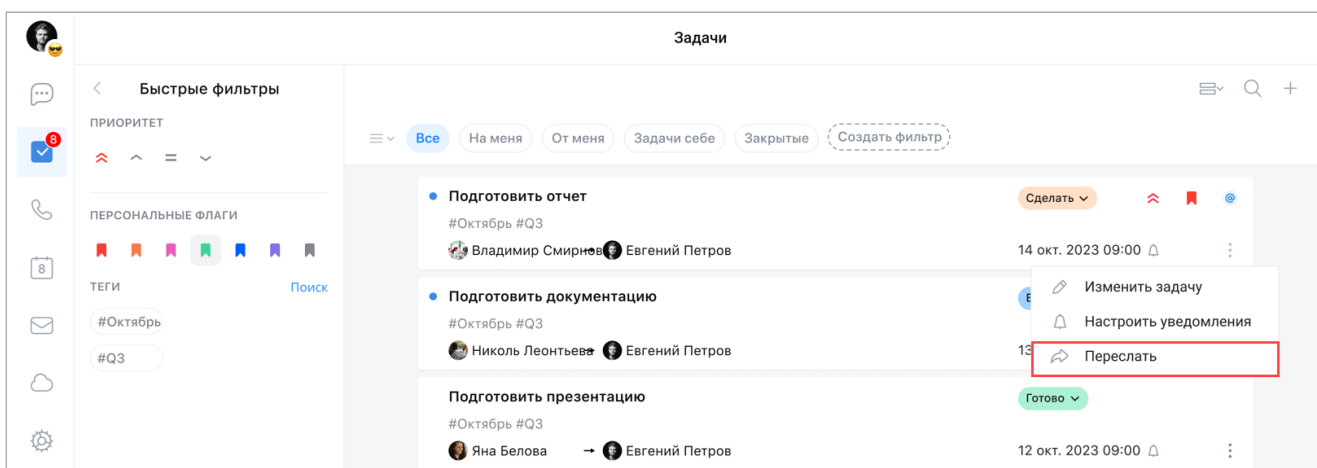 Задачи
Быстрые фильтры
ПРИОРИТЕТ
8
Все На меня От меня Задачи себе Закрытые Создать фильтр
ПЕРСОНАЛЬНЫЕ ФЛАГИ
ТЕГИ Поиск
#Октябрь
#Q3
8
Подготовить отчет Сделать @
#Октябрь #Q3
Владимир Смирнов Евгений Петров 14 окт. 2023 09:00
Изменить задачу
Настроить уведомления
Переслать
Подготовить документацию В
#Октябрь #Q3
Николь Леонтьева Евгений Петров 13
Подготовить презентацию Готово
#Октябрь #Q3
Яна Белова → Евгений Петров 12 окт. 2023 09:00